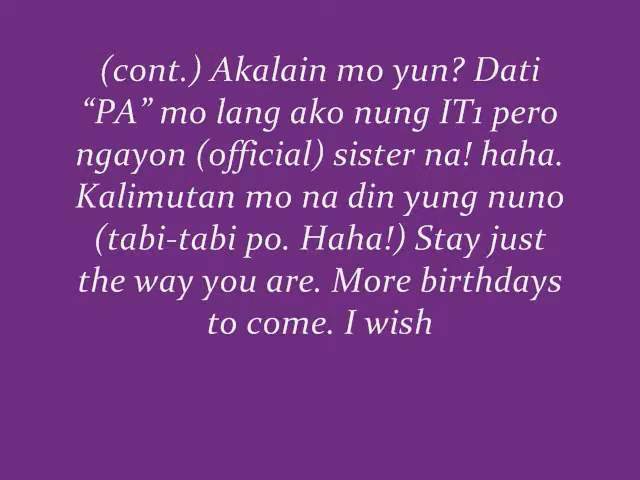 (cont.) Akalain mo yun? Dati
“PA” mo lang ako nung IT1 pero
ngayon (official) sister na! haha.
Kalimutan mo na din yung nuno
(tabi-tabi po. Haha!) Stay just
the way you are. More birthdays
to come. I wish